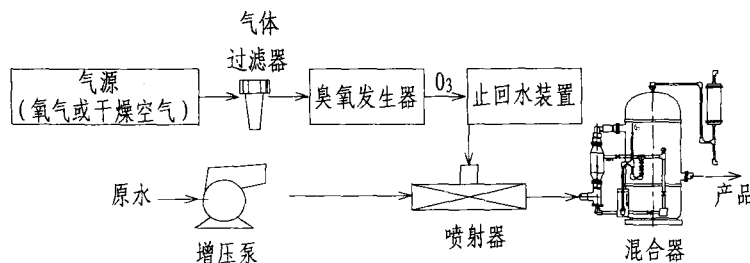 气体
过滤器
气源
(氧气或干燥空气)
臭氧发生器
O₃
止回水装置
原水
增压泵
喷射器
混合器
产品